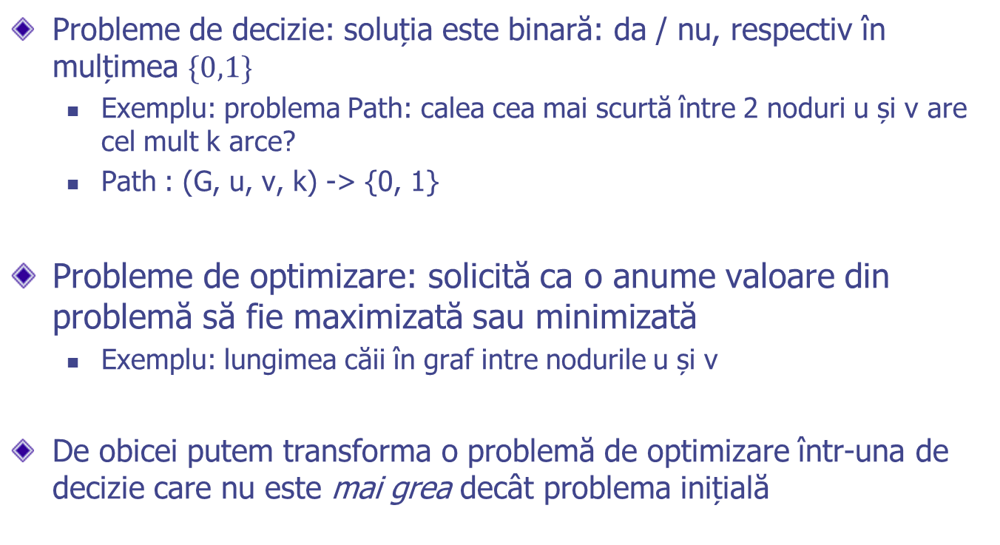 Probleme de decizie: soluția este binară: da / nu, respectiv în
mulțimea {0,1}
Exemplu: problema Path: calea cea mai scurtă între 2 noduri u și v are
cel mult k arce?
Path : (G, u, v, k) -> {0, 1}
Probleme de optimizare: solicită ca o anume valoare din
problemă să fie maximizată sau minimizată
Exemplu: lungimea căii în graf intre nodurile u și v
De obicei putem transforma o problemă de optimizare într-una de
decizie care nu este mai grea decât problema inițială